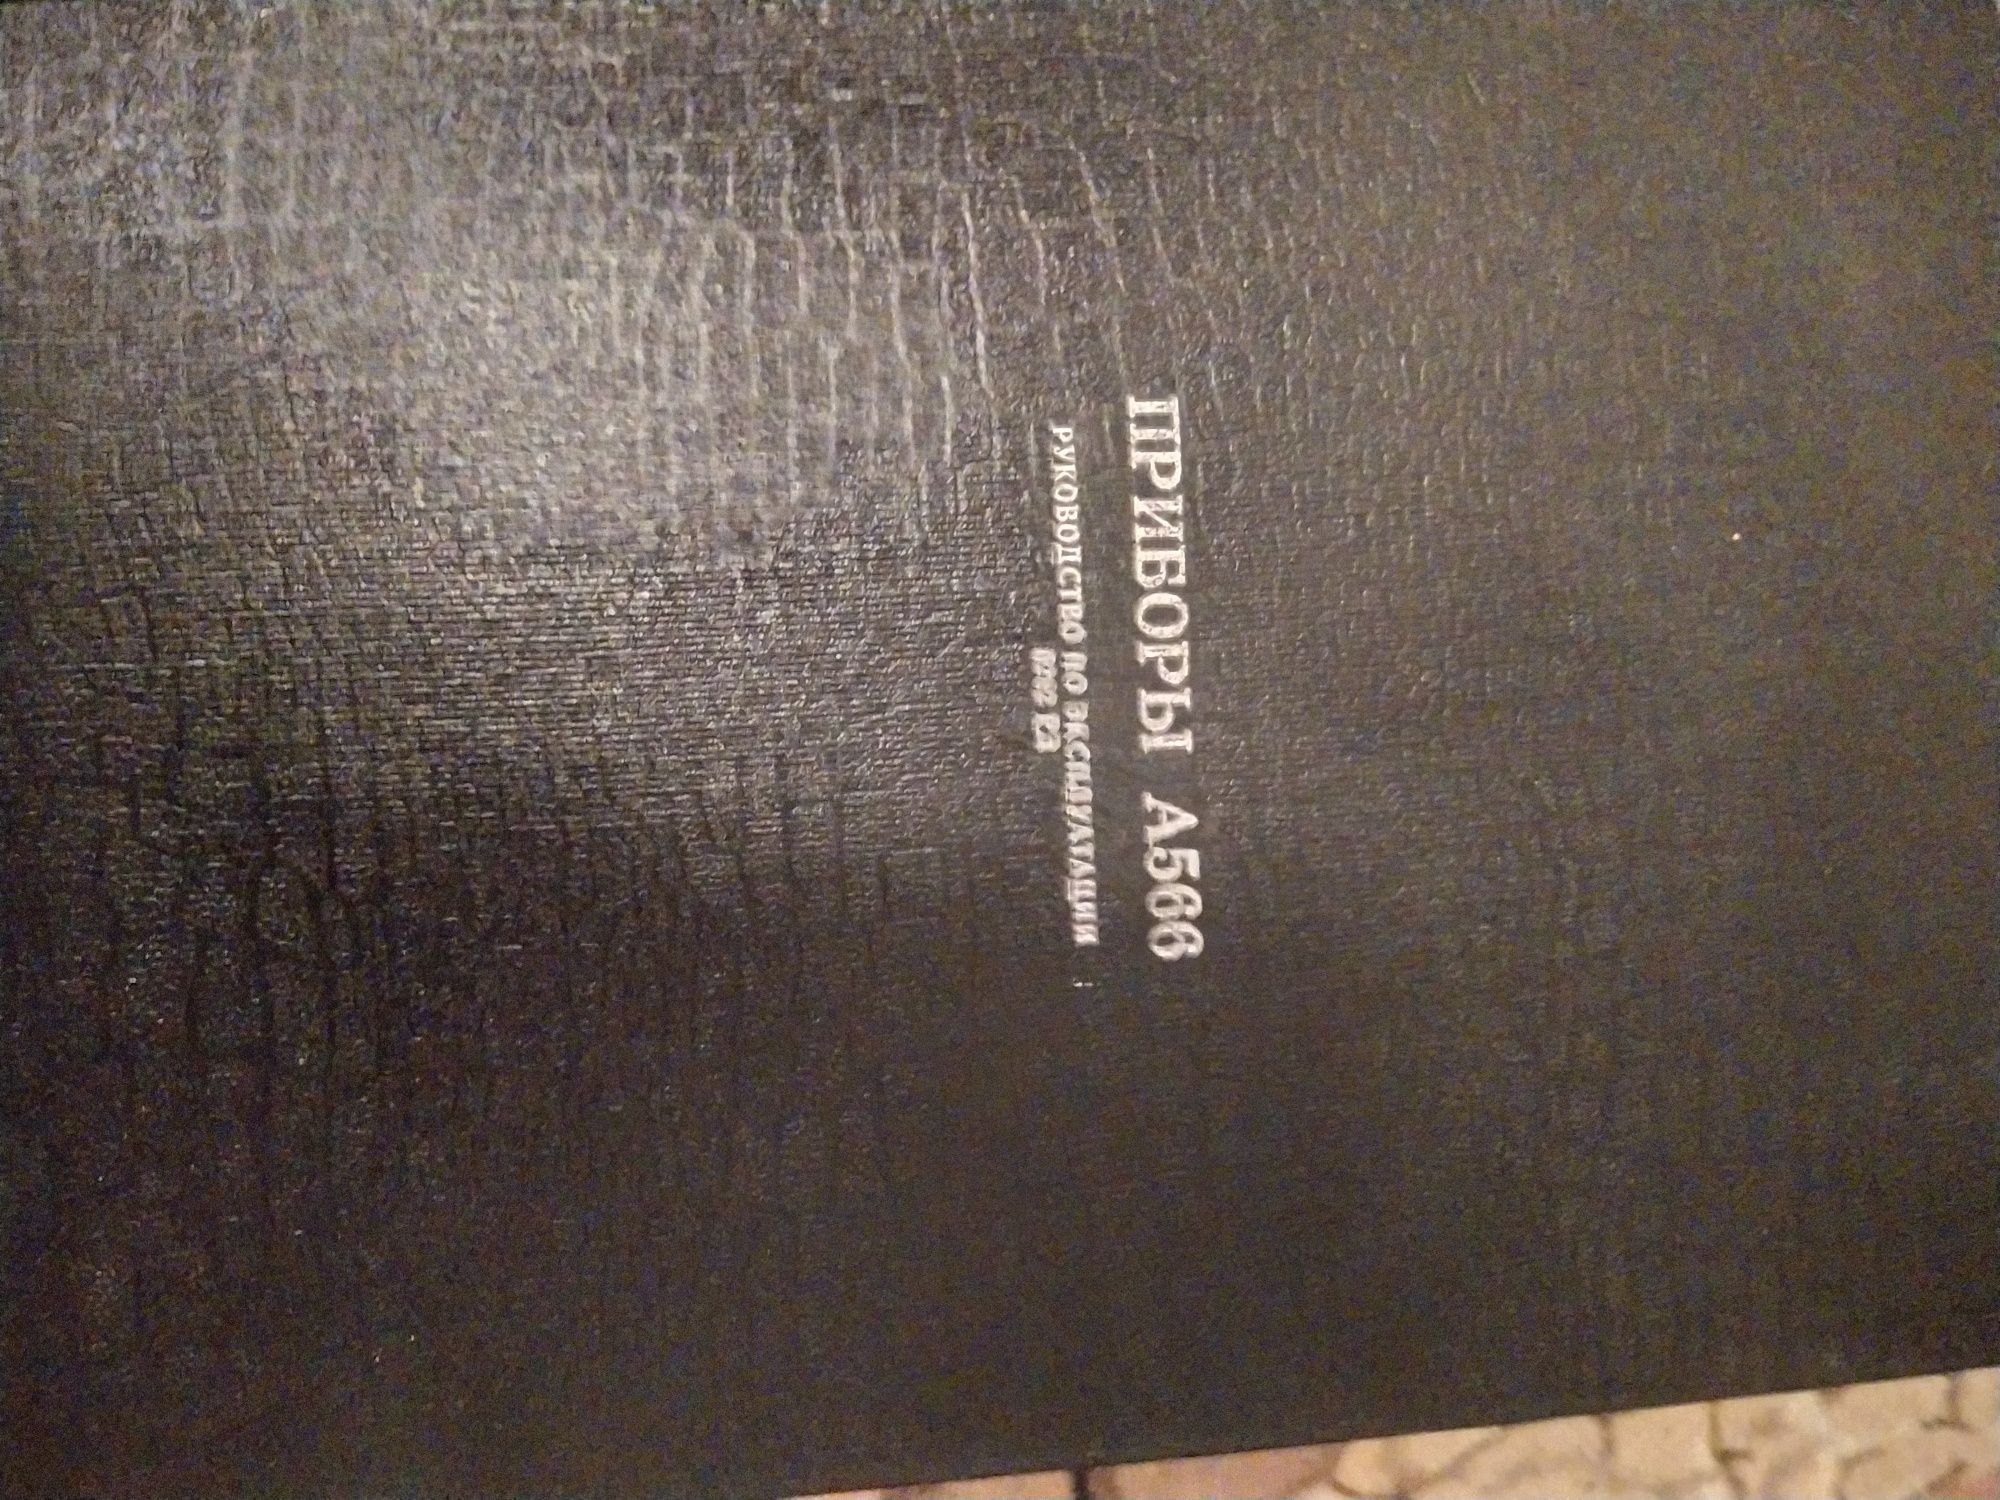 ПРИБОРЫ А566
РУКОВОДСТВО ПО ЭКСПЛУАТАЦИИ